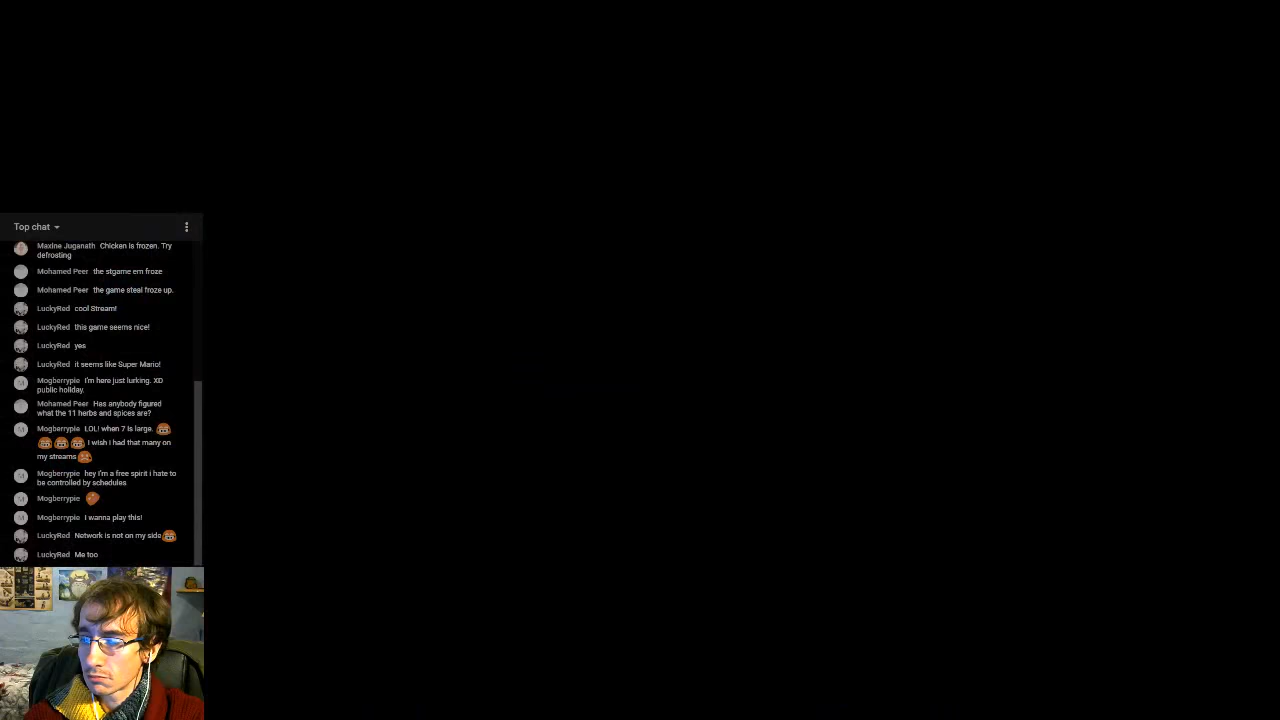 Top chat
Maxine Juganath Chicken is frozen. Try
defrosting
Mohamed Peer the stgame em froze
Mohamed Peer the game steal froze up.
LuckyRed cool Stream!
LuckyRed this game seems nice!
LuckyRed yes
LuckyRed it seems like Super Mario!
Mogberrypie I'm here just lurking. XD
public holiday.
Mohamed Peer Has anybody figured
what the 11 herbs and spices are?
Mogberrypie LOL! when 7 is large.
I wish I had that many on
my streams
Mogberrypie hey I'm a free spirit i hate to
be controlled by schedules
Mogberrypie
Mogberrypie I wanna play this!
LuckyRed Network is not on my side
LuckyRed Me too